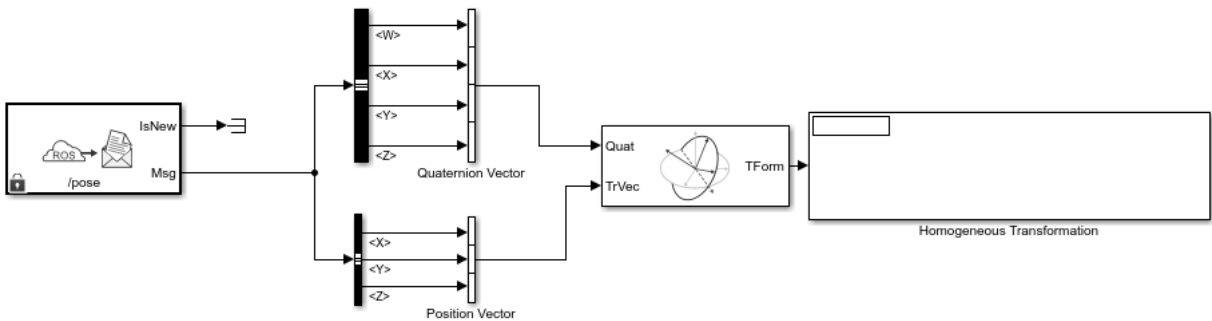 IsNew
ROS
Msg
/pose
<W>
<X>
<Y>
<Z>
Quaternion Vector
<X>
<Y>
<Z>
Position Vector
Quat
TrVec
TForm
Homogeneous Transformation